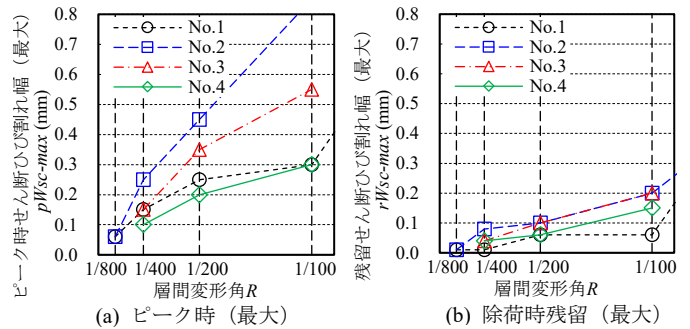 ピーク時せん断ひび割れ幅（最大）
pWsc-max (mm)
0.8
0.7
0.6
0.5
0.4
0.3
0.2
0.1
0.0
No.1
No.2
No.3
No.4
1/800
1/400
1/200
1/100
層間変形角R
(a) ピーク時（最大）
残留せん断ひび割れ幅（最大）
rWsc-max (mm)
0.8
0.7
0.6
0.5
0.4
0.3
0.2
0.1
0.0
No.1
No.2
No.3
No.4
1/800
1/400
1/200
1/100
層間変形角R
(b) 除荷時残留（最大）